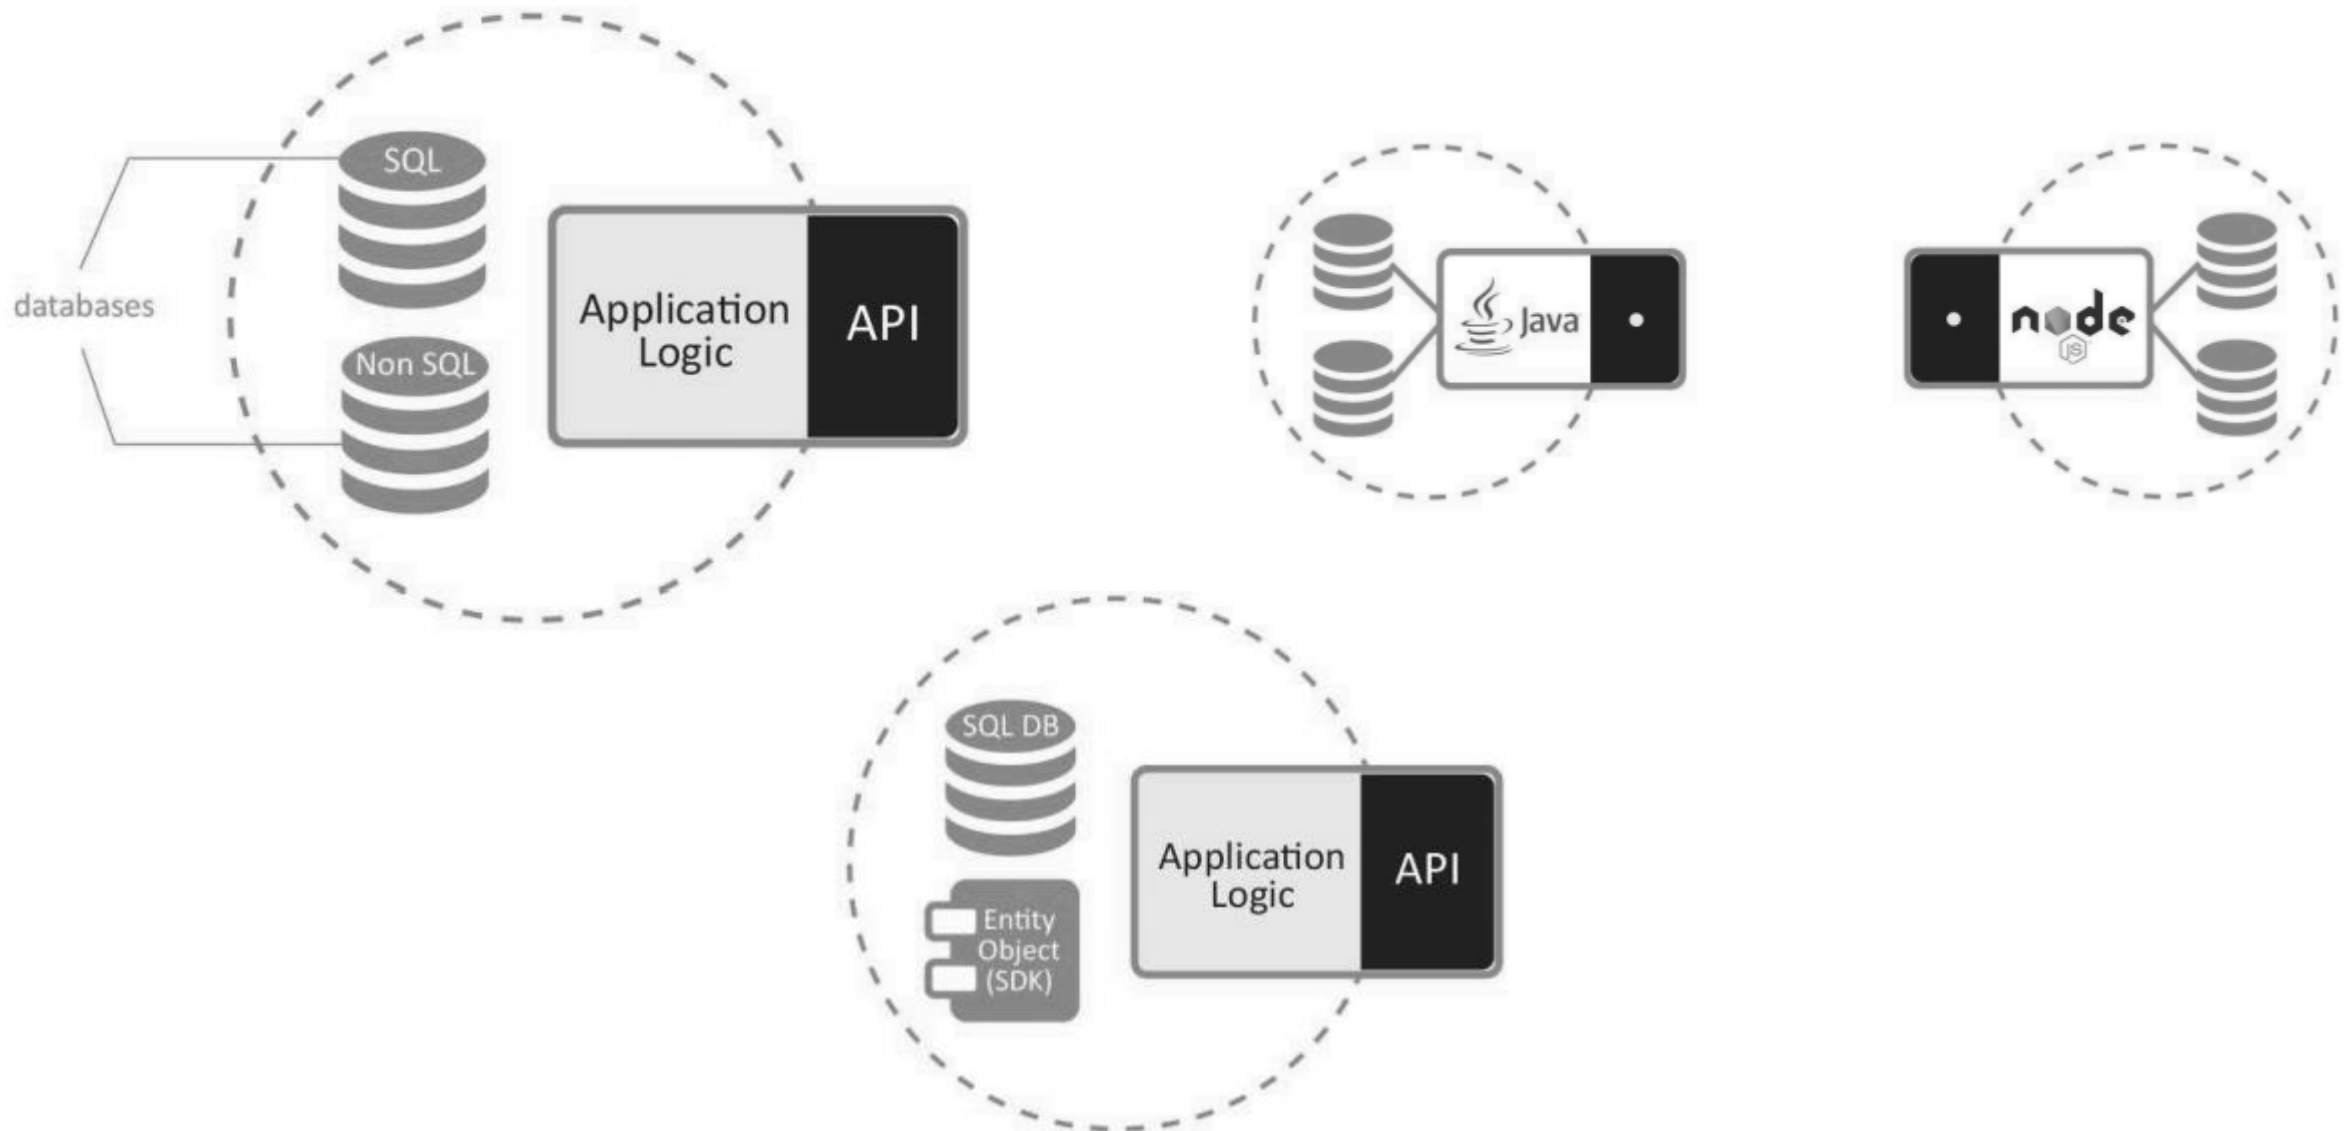 SQL
databases
Non SQL
Application
Logic
API
Java
node
JS
SQL DB
Entity
Object
(SDK)
Application
Logic
API